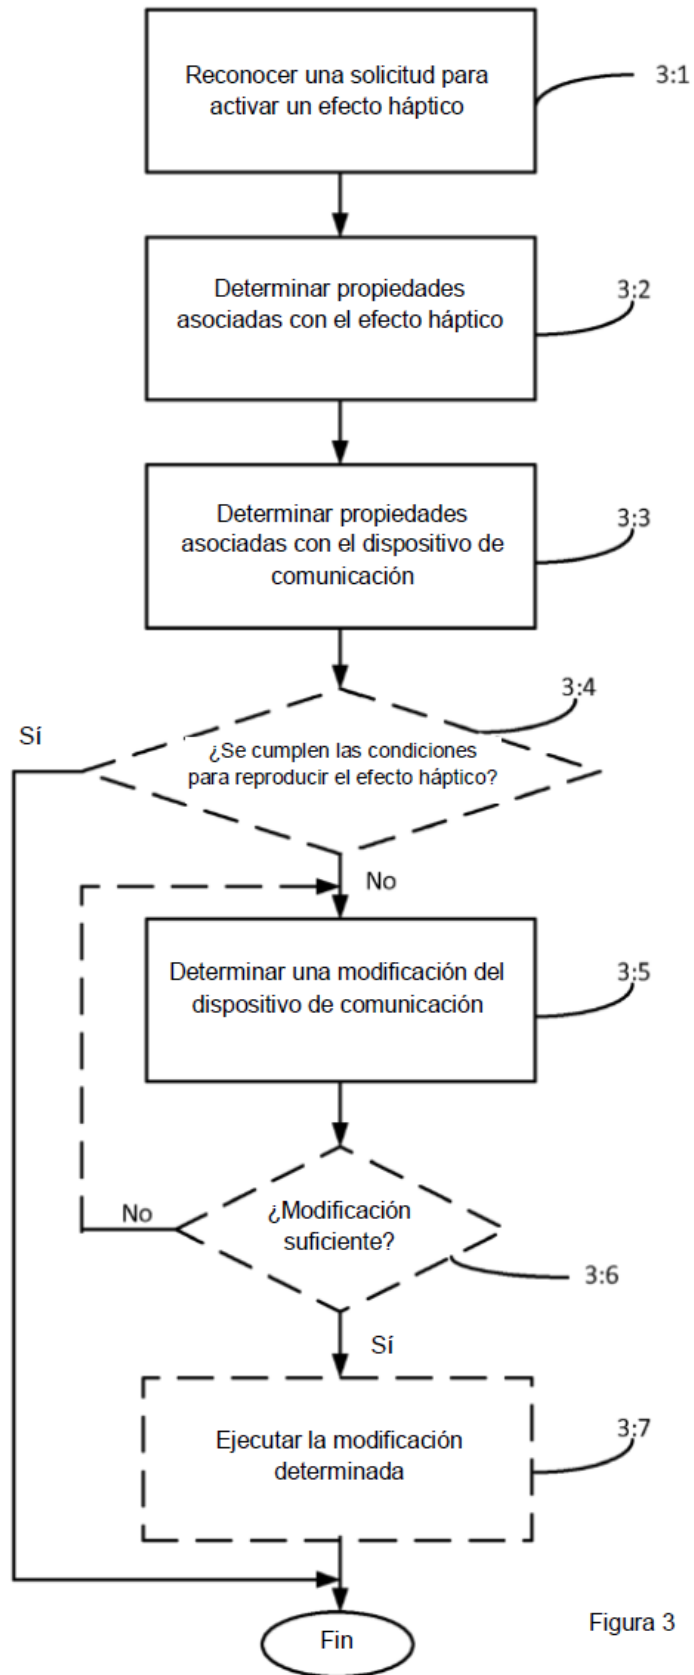 Reconocer una solicitud para
activar un efecto háptico
3:1
Determinar propiedades
asociadas con el efecto háptico
3:2
Determinar propiedades
asociadas con el dispositivo de
comunicación
3:3
3:4
Sí
¿Se cumplen las condiciones
para reproducir el efecto háptico?
No
Determinar una modificación del
dispositivo de comunicación
3:5
No
¿Modificación
suficiente?
3:6
Sí
Ejecutar la modificación
determinada
3:7
Fin
Figura 3